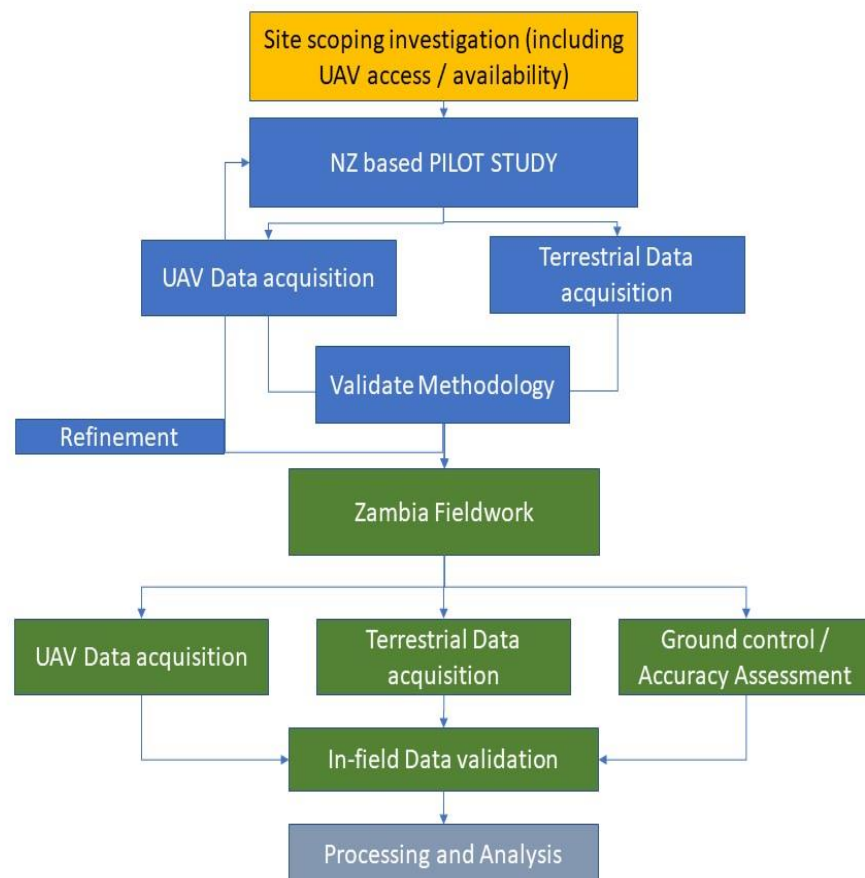 Site scoping investigation (including
UAV access / availability)
NZ based PILOT STUDY
UAV Data acquisition
Terrestrial Data
acquisition
Validate Methodology
Refinement
Zambia Fieldwork
UAV Data acquisition
Terrestrial Data
acquisition
Ground control /
Accuracy Assessment
In-field Data validation
Processing and Analysis